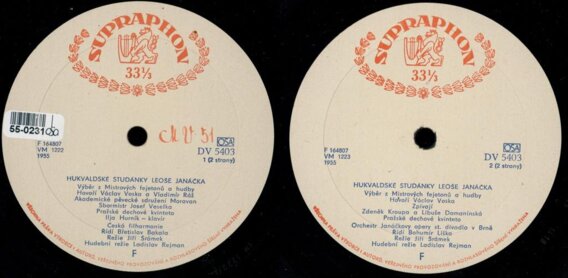 SUPRAPHON
33⅓
55-0231
F 164807
VM 1222
1955
ČKV 51
OSA
DV 5403
1 (2 strany)
HUKVALDSKÉ STUDÁNKY LEOŠE JANÁČKA
Výběr z Mistrových fejetonů a hudby
Hovoří Václav Voska a Vladimír Ráž
Akademické pěvecké sdružení Moravan
Sbormistr Josef Veselka
Pražské dechové kvinteto
Ilja Hurník - klavír
Česká filharmonie
Řídí Břetislav Bakala
Režie Jiří Šrámek
Hudební režie Ladislav Rejman
F
SUPRAPHON
33⅓
F 164807
VM 1223
1955
OSA
DV 5403
2 (2 strany)
HUKVALDSKÉ STUDÁNKY LEOŠE JANÁČKA
Výběr z Mistrových fejetonů a hudby
Hovoří Václav Voska
Zpívají
Zdeněk Kroupa a Libuše Domanínská
Pražské dechové kvinteto
Orchestr Janáčkovy opery st. divadla v Brně
Řídí Bohumír Liška
Režie Jiří Šrámek
Hudební režie Ladislav Rejman
F